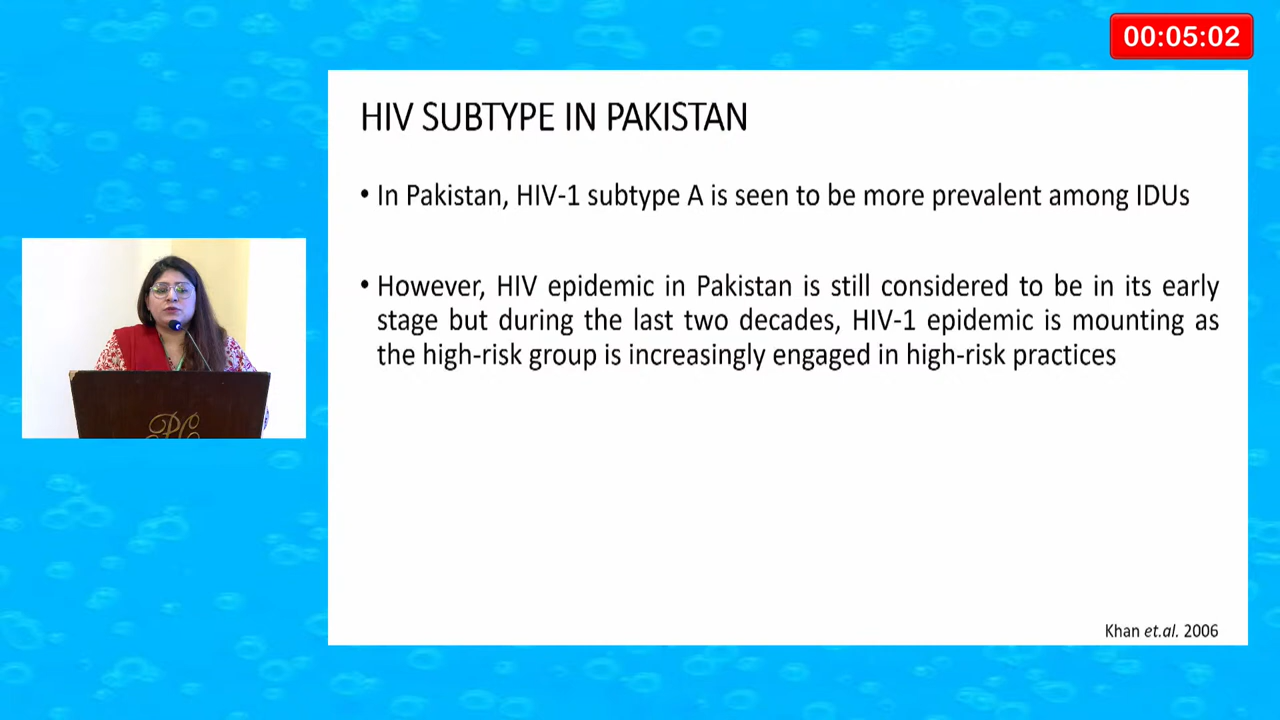 00:05:02
HIV SUBTYPE IN PAKISTAN
• In Pakistan, HIV-1 subtype A is seen to be more prevalent among IDUs
• However, HIV epidemic in Pakistan is still considered to be in its early
stage but during the last two decades, HIV-1 epidemic is mounting as
the high-risk group is increasingly engaged in high-risk practices
PC
Khan et.al. 2006